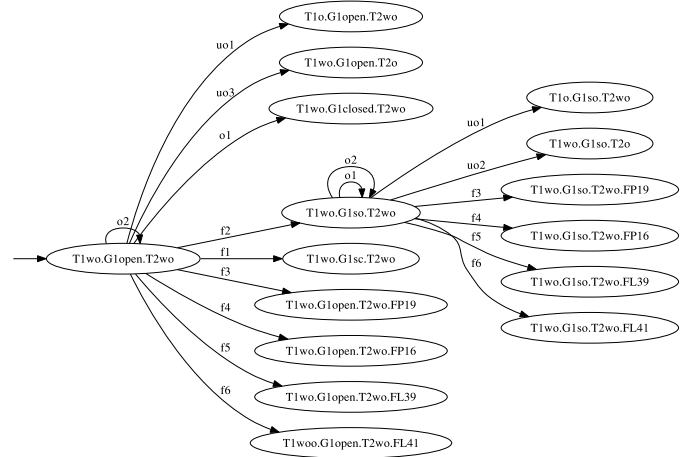 T1o.G1open.T2wo
uo1
T1wo.G1open.T2o
uo3
T1wo.G1closed.T2wo
o1
T1o.G1so.T2wo
uo1
T1wo.G1so.T2o
uo2
o2
o1
T1wo.G1so.T2wo.FP19
f3
T1wo.G1so.T2wo
f2
T1wo.G1so.T2wo.FP16
f4
o2
T1wo.G1open.T2wo
f1
T1wo.G1sc.T2wo
f5
T1wo.G1so.T2wo.FL39
f6
f3
T1wo.G1open.T2wo.FP19
T1wo.G1so.T2wo.FL41
f4
T1wo.G1open.T2wo.FP16
f5
T1wo.G1open.T2wo.FL39
f6
T1woo.G1open.T2wo.FL41